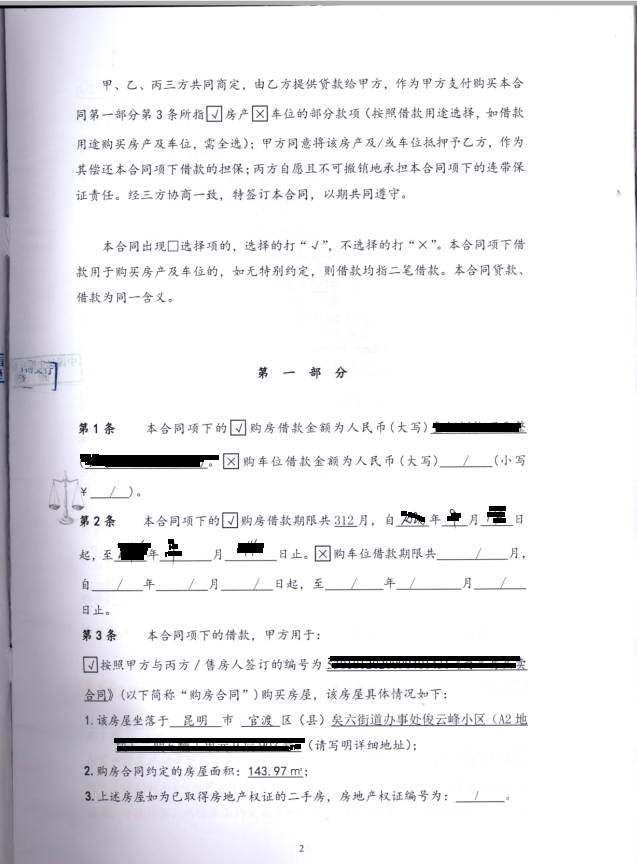 甲、乙、丙三方共同商定，由乙方提供贷款给甲方，作为甲方支付购买本合
同第一部分第3条所指☑房产☒车位的部分款项（按照借款用途选择，如借款
用途购买房产及车位，需全选）；甲方同意将该房产及/或车位抵押予乙方，作为
其偿还本合同项下借款的担保；丙方自愿且不可撤销地承担本合同项下的连带保
证责任。经三方协商一致，特签订本合同，以期共同遵守。
本合同出现□选择项的，选择的打“√”，不选择的打“×”。本合同项下借
款用于购买房产及车位的，如无特别约定，则借款均指二笔借款。本合同贷款、
借款为同一含义。
第 一 部 分
第1条 本合同项下的☑购房借款金额为人民币(大写)
。☒购车位借款金额为人民币(大写) / (小写
¥ / )。
第2条 本合同项下的☑购房借款期限共312月，自 年 月 日
起，至 年 月 日止。☒购车位借款期限共 / 月，
自 / 年 / 月 / 日起，至 / 年 / 月 / 
日止。
第3条 本合同项下的借款，甲方用于：
☑按照甲方与丙方/售房人签订的编号为
合同》(以下简称“购房合同”)购买房屋，该房屋具体情况如下：
1.该房屋坐落于 昆明 市 官渡 区（县）矣六街道办事处俊云峰小区（A2地
（请写明详细地址）；
2.购房合同约定的房屋面积：143.97㎡；
3.上述房屋如为已取得房地产权证的二手房，房地产权证编号为： / 。
2